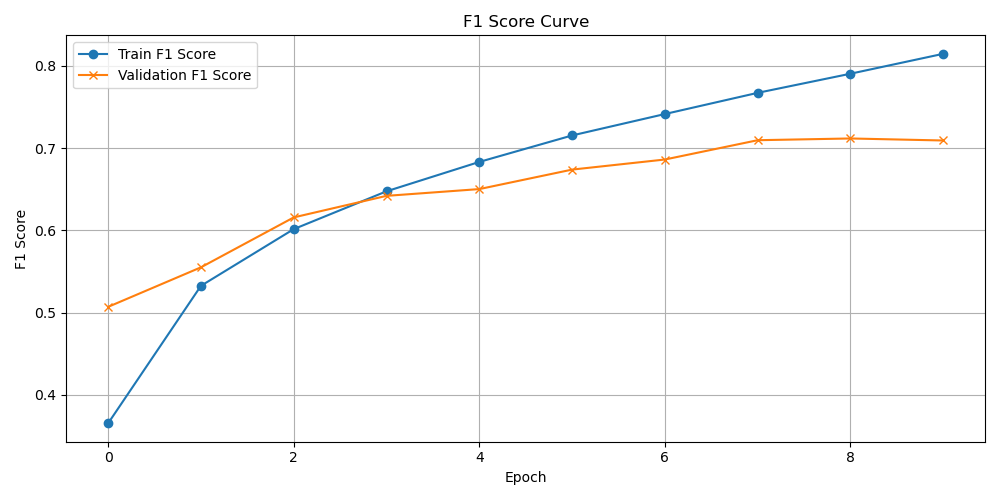 F1 Score Curve
Train F1 Score
Validation F1 Score
F1 Score
0.8
0.7
0.6
0.5
0.4
0 2 4 6 8
Epoch